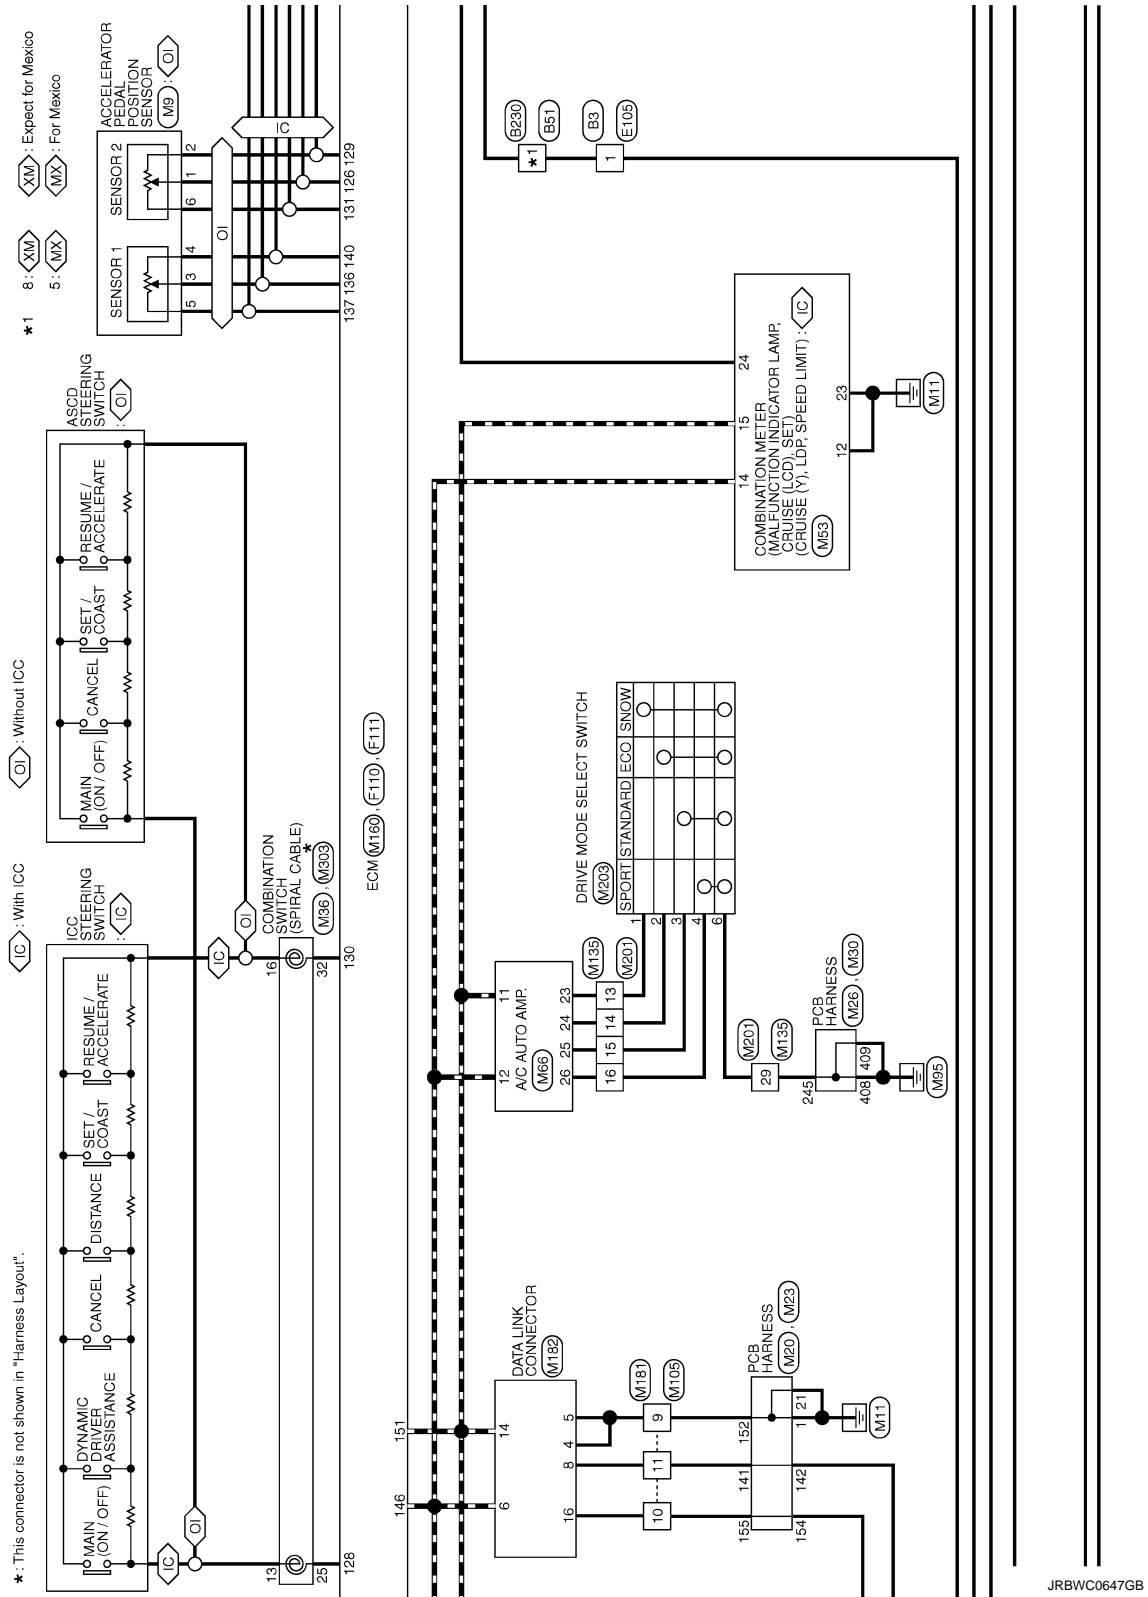 * : This connector is not shown in "Harness Layout".
IC : With ICC
OI : Without ICC
*1
8 : XM
5 : MX
XM : Expect for Mexico
MX : For Mexico
ICC
STEERING
SWITCH
: IC
MAIN
(ON / OFF)
DYNAMIC
DRIVER
ASSISTANCE
CANCEL
DISTANCE
SET /
COAST
RESUME /
ACCELERATE
ASCD
STEERING
SWITCH
: OI
MAIN
(ON / OFF)
CANCEL
SET /
COAST
RESUME /
ACCELERATE
ACCELERATOR
PEDAL
POSITION
SENSOR
M9 : OI
SENSOR 1
SENSOR 2
5 3 4 6 1 2
OI
IC
IC
OI
IC
OI
13
16
COMBINATION
SWITCH
(SPIRAL CABLE)
*
M36 , M303
25
32
128
130
137 136 140 131 126 129
ECM M160 , F110 , F111
146
151
6
14
DATA LINK
CONNECTOR
M182
16
8
4
5
10
11
9
M181
M105
155
141
152
PCB
HARNESS
M20 , M23
154
142
1
21
M11
12
11
A/C AUTO AMP.
M66
26
25
24
23
16
15
14
13
M135
M201
DRIVE MODE SELECT SWITCH
M203
SPORT STANDARD ECO SNOW
1
2
3
4
6
29
M201
M135
245
PCB
HARNESS
M26 , M30
408
409
M95
14
15
24
COMBINATION METER
(MALFUNCTION INDICATOR LAMP,
CRUISE (LCD), SET)
(CRUISE (Y), LDP, SPEED LIMIT) : IC
M53
12
23
M11
*1
B230
B51
1
B3
E105
JRBWC0647GB